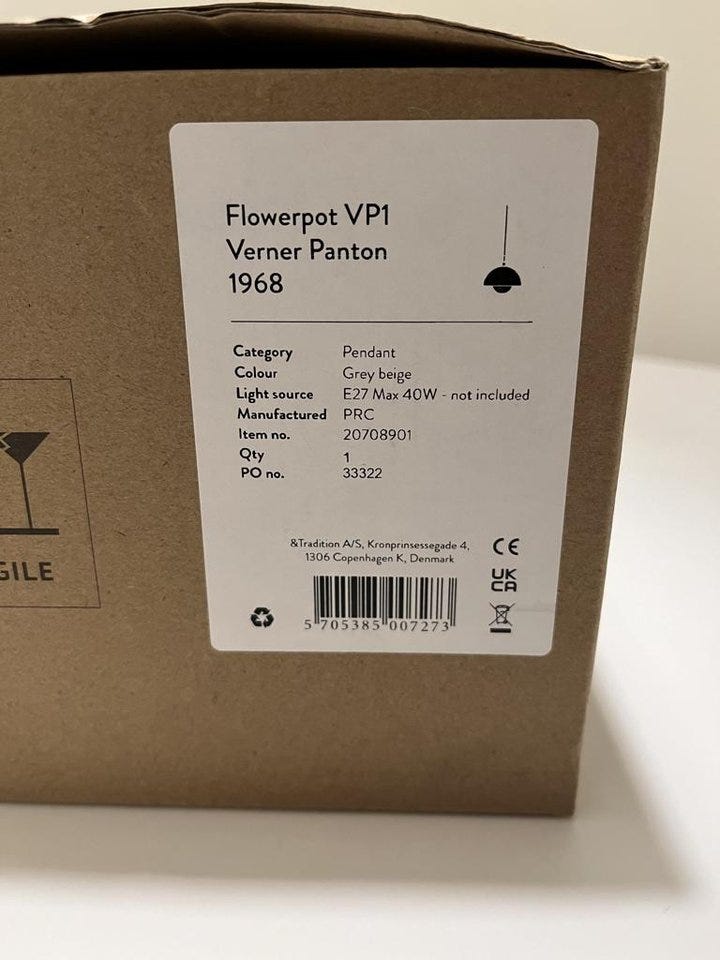 Flowerpot VP1
Verner Panton
1968
Category Pendant
Colour Grey beige
Light source E27 Max 40W - not included
Manufactured PRC
Item no. 20708901
Qty 1
PO no. 33322
&Tradition A/S, Kronprinsessegade 4,
1306 Copenhagen K, Denmark
CE
UK
CA
5 705385 007273
GILE